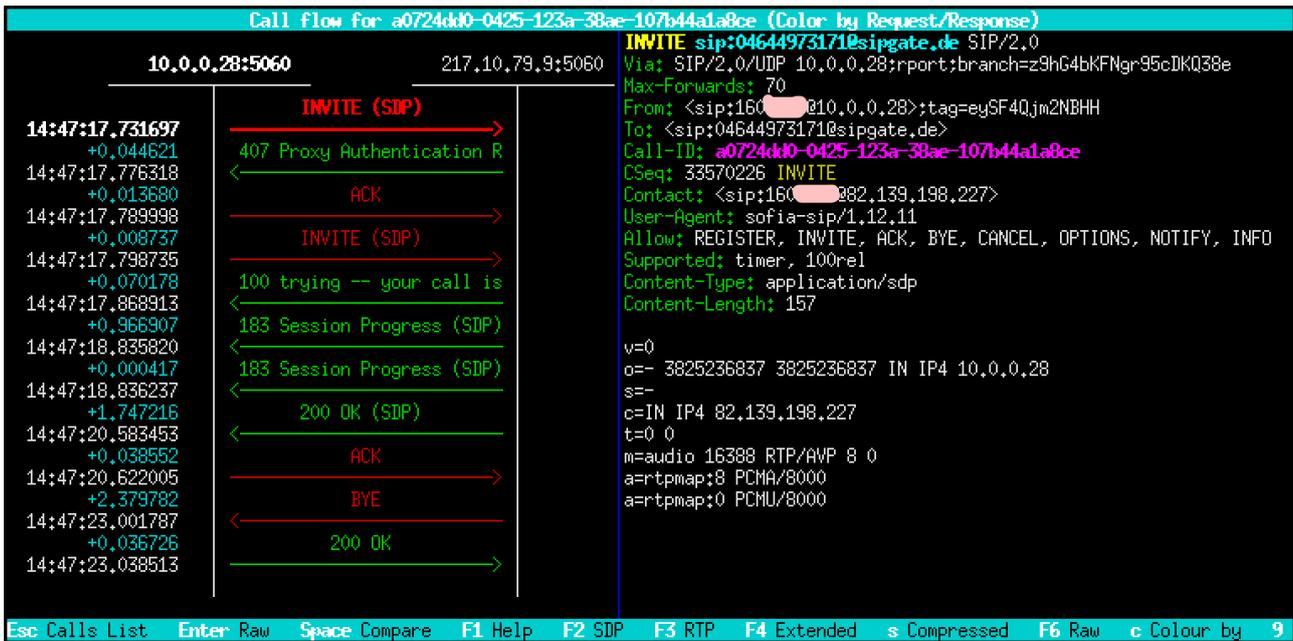 Call flow for a0724dd0-0425-123a-38ae-107b44a1a8ce (Color by Request/Response)
10.0.0.28:5060 217.10.79.9:5060
INVITE (SDP)
14:47:17.731697
+0.044621 407 Proxy Authentication R
14:47:17.776318
+0.013680 ACK
14:47:17.789998
+0.008737 INVITE (SDP)
14:47:17.798735
+0.070178 100 trying -- your call is
14:47:17.868913
+0.966907 183 Session Progress (SDP)
14:47:18.835820
+0.000417 183 Session Progress (SDP)
14:47:18.836237
+1.747216 200 OK (SDP)
14:47:20.583453
+0.038552 ACK
14:47:20.622005
+2.379782 BYE
14:47:23.001787
+0.036726 200 OK
14:47:23.038513
INVITE sip:04644973171@sipgate.de SIP/2.0
Via: SIP/2.0/UDP 10.0.0.28;rport;branch=z9hG4bKFNgr95cDKQ38e
Max-Forwards: 70
From: <sip:160 @10.0.0.28>;tag=eySF4Qjm2NBHH
To: <sip:04644973171@sipgate.de>
Call-ID: a0724dd0-0425-123a-38ae-107b44a1a8ce
CSeq: 33570226 INVITE
Contact: <sip:160 @82.139.198.227>
User-Agent: sofia-sip/1.12.11
Allow: REGISTER, INVITE, ACK, BYE, CANCEL, OPTIONS, NOTIFY, INFO
Supported: timer, 100rel
Content-Type: application/sdp
Content-Length: 157
v=0
o=- 3825236837 3825236837 IN IP4 10.0.0.28
s=-
c=IN IP4 82.139.198.227
t=0 0
m=audio 16388 RTP/AVP 8 0
a=rtpmap:8 PCMA/8000
a=rtpmap:0 PCMU/8000
Esc Calls List Enter Raw Space Compare F1 Help F2 SDP F3 RTP F4 Extended s Compressed F6 Raw c Colour by 9